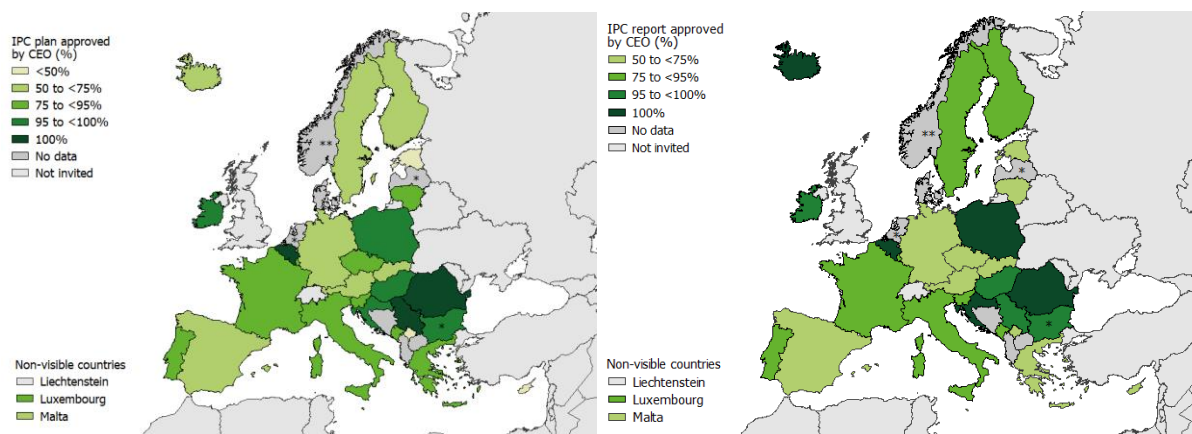 IPC plan approved
by CEO (%)
<50%
50 to <75%
75 to <95%
95 to <100%
100%
No data
Not invited
**
*
*
Non-visible countries
Liechtenstein
Luxembourg
Malta
IPC report approved
by CEO (%)
50 to <75%
75 to <95%
95 to <100%
100%
No data
Not invited
**
*
*
Non-visible countries
Liechtenstein
Luxembourg
Malta